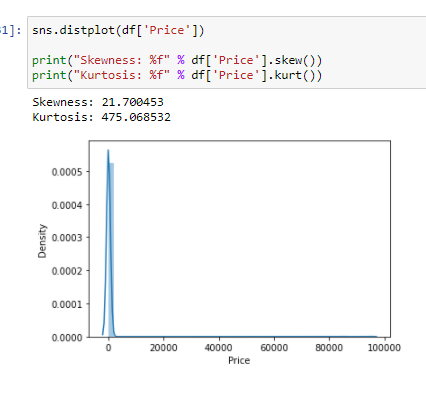 1]: sns.distplot(df['Price'])
print("Skewness: %f" % df['Price'].skew())
print("Kurtosis: %f" % df['Price'].kurt())
Skewness: 21.700453
Kurtosis: 475.068532
0.0005
0.0004
0.0003
0.0002
0.0001
0.0000
Density
0 20000 40000 60000 80000 100000
Price